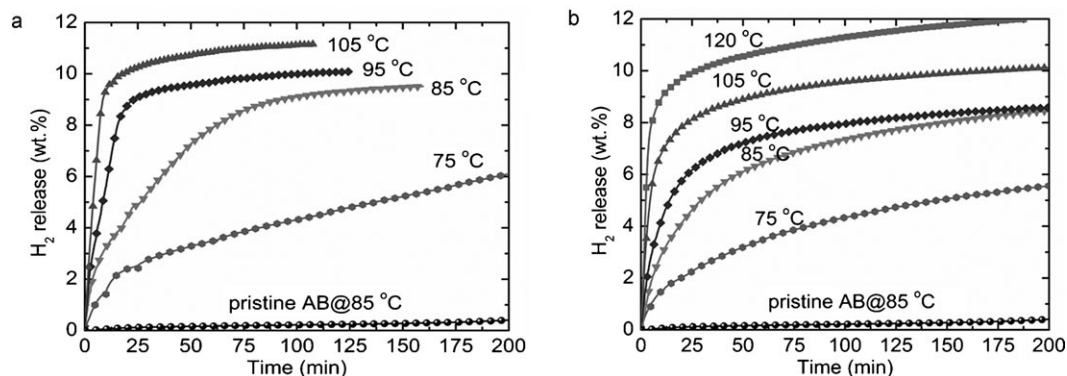 a
H2 release (wt.%)
12
10
8
6
4
2
0
105 °C
95 °C
85 °C
75 °C
pristine AB@85 °C
0 25 50 75 100 125 150 175 200
Time (min)
b
H2 release (wt.%)
12
10
8
6
4
2
0
120 °C
105 °C
95 °C
85 °C
75 °C
pristine AB@85 °C
0 25 50 75 100 125 150 175 200
Time (min)